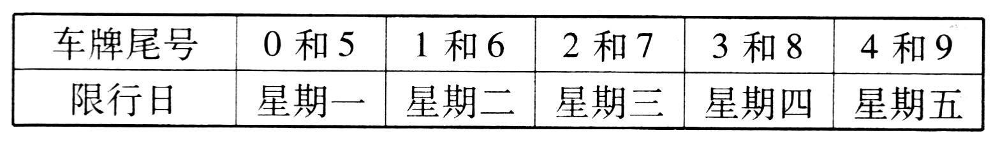 车牌尾号 0和5 1和6 2和7 3和8 4和9
限行日 星期一 星期二 星期三 星期四 星期五